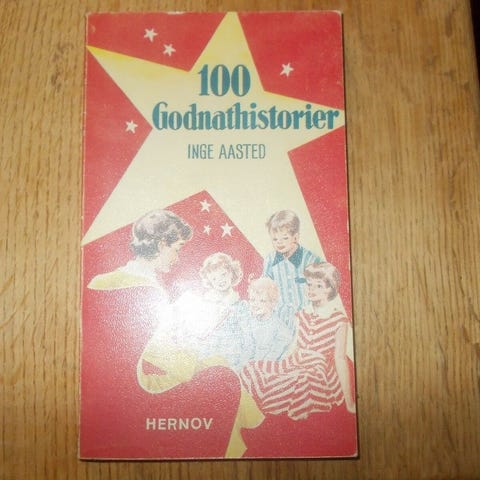 100
Godnathistorier
INGE AASTED
HERNOV